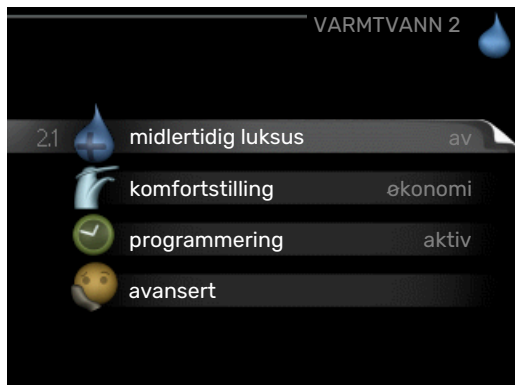 VARMTVANN 2
2.1 midlertidig luksus av
komfortstilling økonomi
programmering aktiv
avansert